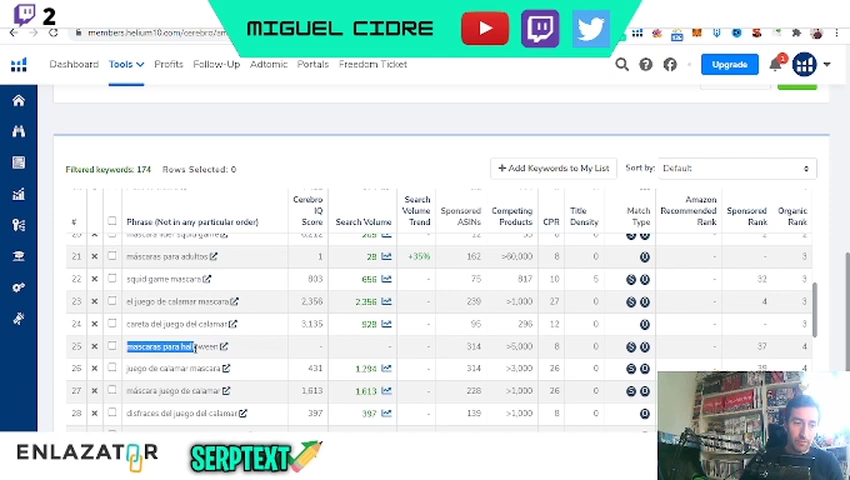 2
MIGUEL CIDRE
members.helium10.com/cerebro/
Dashboard Tools Profits Follow-Up Adtomic Portals Freedom Ticket
Upgrade
Filtered keywords: 174 Rows Selected: 0
+ Add Keywords to My List
Sort by: Default
# Phrase (Not in any particular order) Cerebro IQ Score Search Volume Search Volume Trend Sponsored ASINs Competing Products CPR Title Density Match Type Amazon Recommended Rank Sponsored Rank Organic Rank
21 máscaras para adultos 1 28 +35% 162 >60,000 8 0 O - - 3
22 squid game mascara 803 656 - 75 817 10 5 S O - 32 3
23 el juego de calamar mascara 2,356 2,356 - 239 >1,000 27 0 S O - 4 3
24 careta del juego del calamar 3,135 928 - 95 296 12 0 O - - 3
25 mascaras para halloween - - - 314 >5,000 8 0 S O - 37 4
26 juego de calamar mascara 431 1,294 - 314 >3,000 26 0 S O - 39 4
27 máscara juego de calamar 1,613 1,613 - 228 >1,000 26 0 S O
28 disfraces del juego del calamar 397 397 - 139 >1,000 8 0 O
ENLAZATOR
SERPTEXT